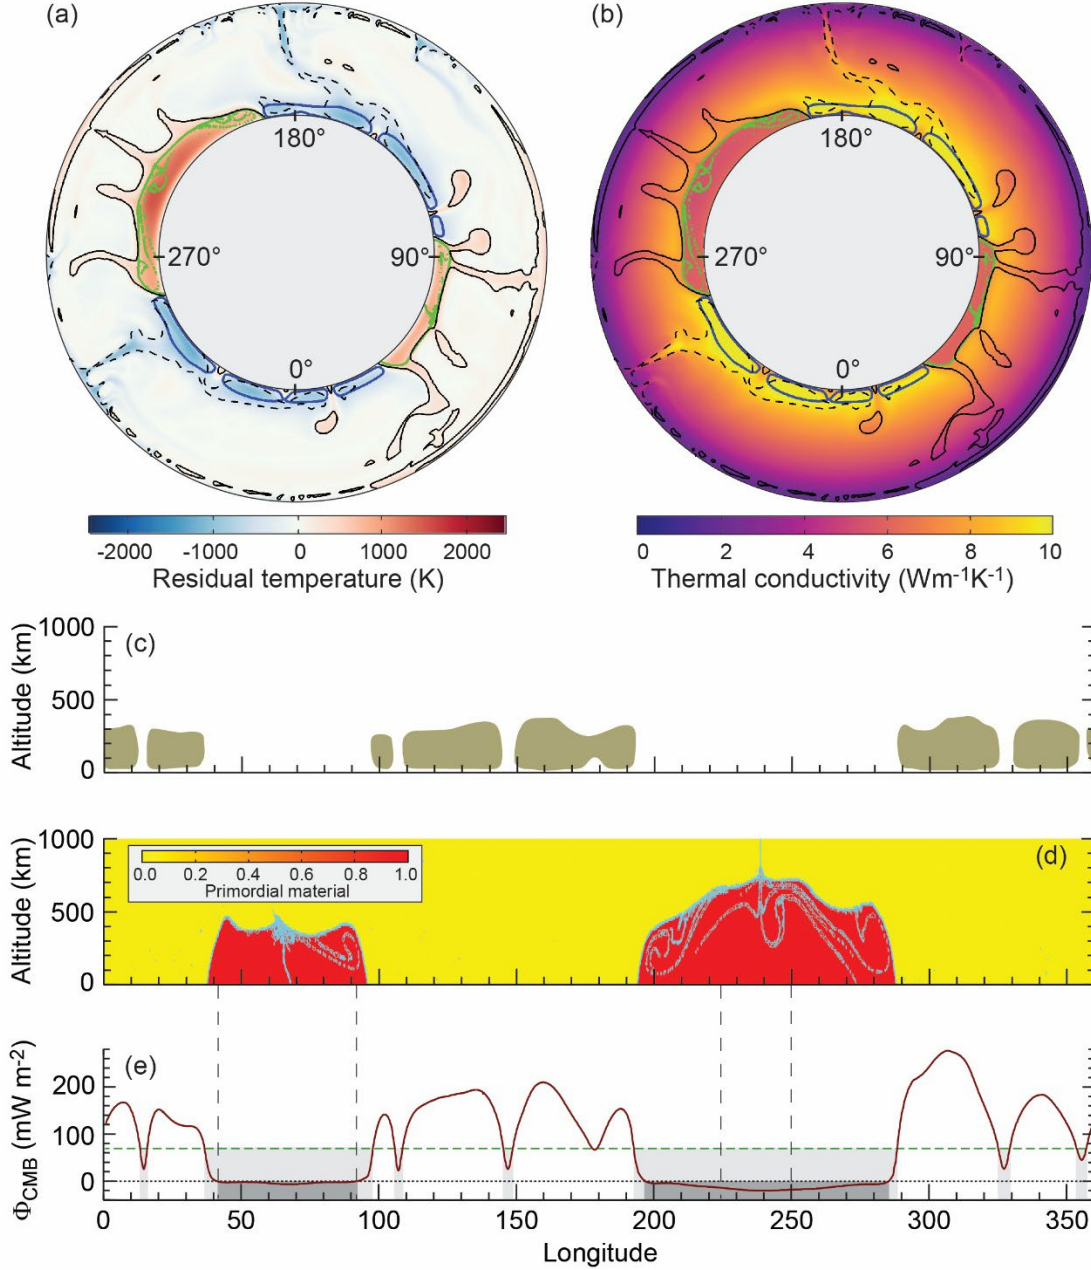 (a)
(b)
180°
270°
90°
0°
180°
270°
90°
0°
-2000 -1000 0 1000 2000
Residual temperature (K)
0 2 4 6 8 10
Thermal conductivity (Wm⁻¹K⁻¹)
(c)
1000
500
0
Altitude (km)
(d)
1000
500
0
Altitude (km)
0.0 0.2 0.4 0.6 0.8 1.0
Primordial material
(e)
200
100
0
Φ_CMB (mW m⁻²)
0 50 100 150 200 250 300 350
Longitude